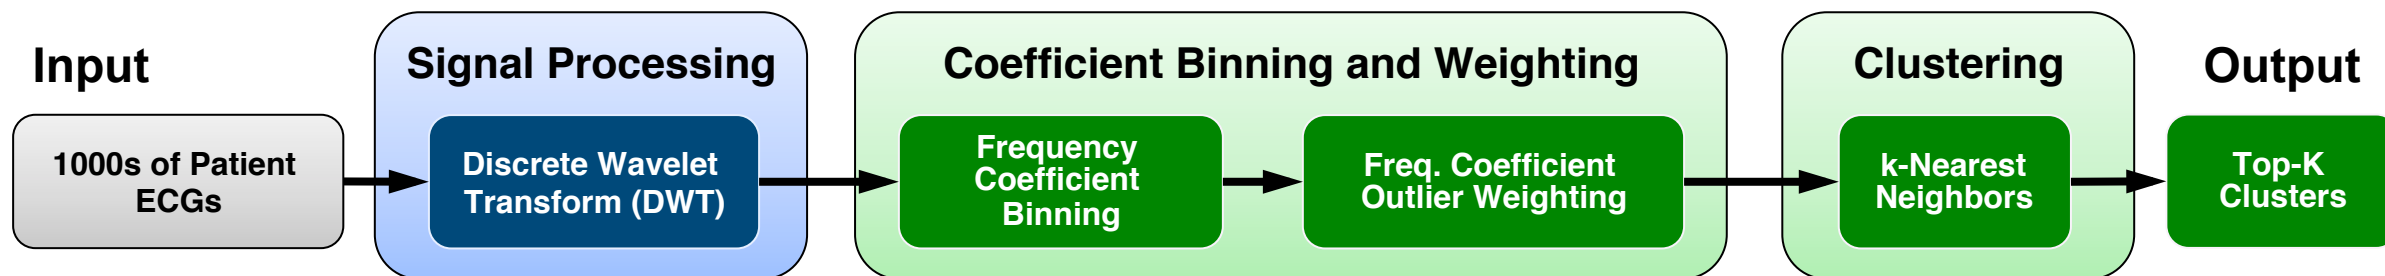 Input
1000s of Patient
ECGs
Signal Processing
Discrete Wavelet
Transform (DWT)
Coefficient Binning and Weighting
Frequency
Coefficient
Binning
Freq. Coefficient
Outlier Weighting
Clustering
k-Nearest
Neighbors
Output
Top-K
Clusters